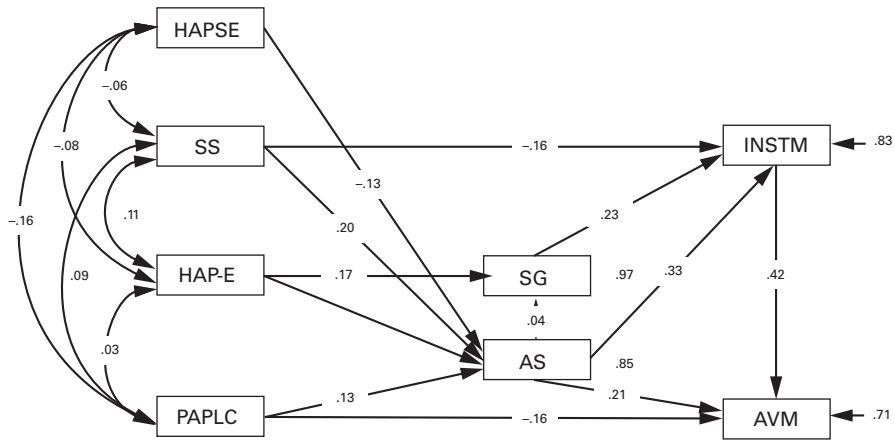 HAPSE
–.06
SS
–.16
INSTM
.83
–.08
–.13
–.16
.11
.20
.23
.09
HAP-E
.17
SG
.97
.33
.42
.04
.03
AS
.85
.13
.21
PAPLC
–.16
AVM
.71